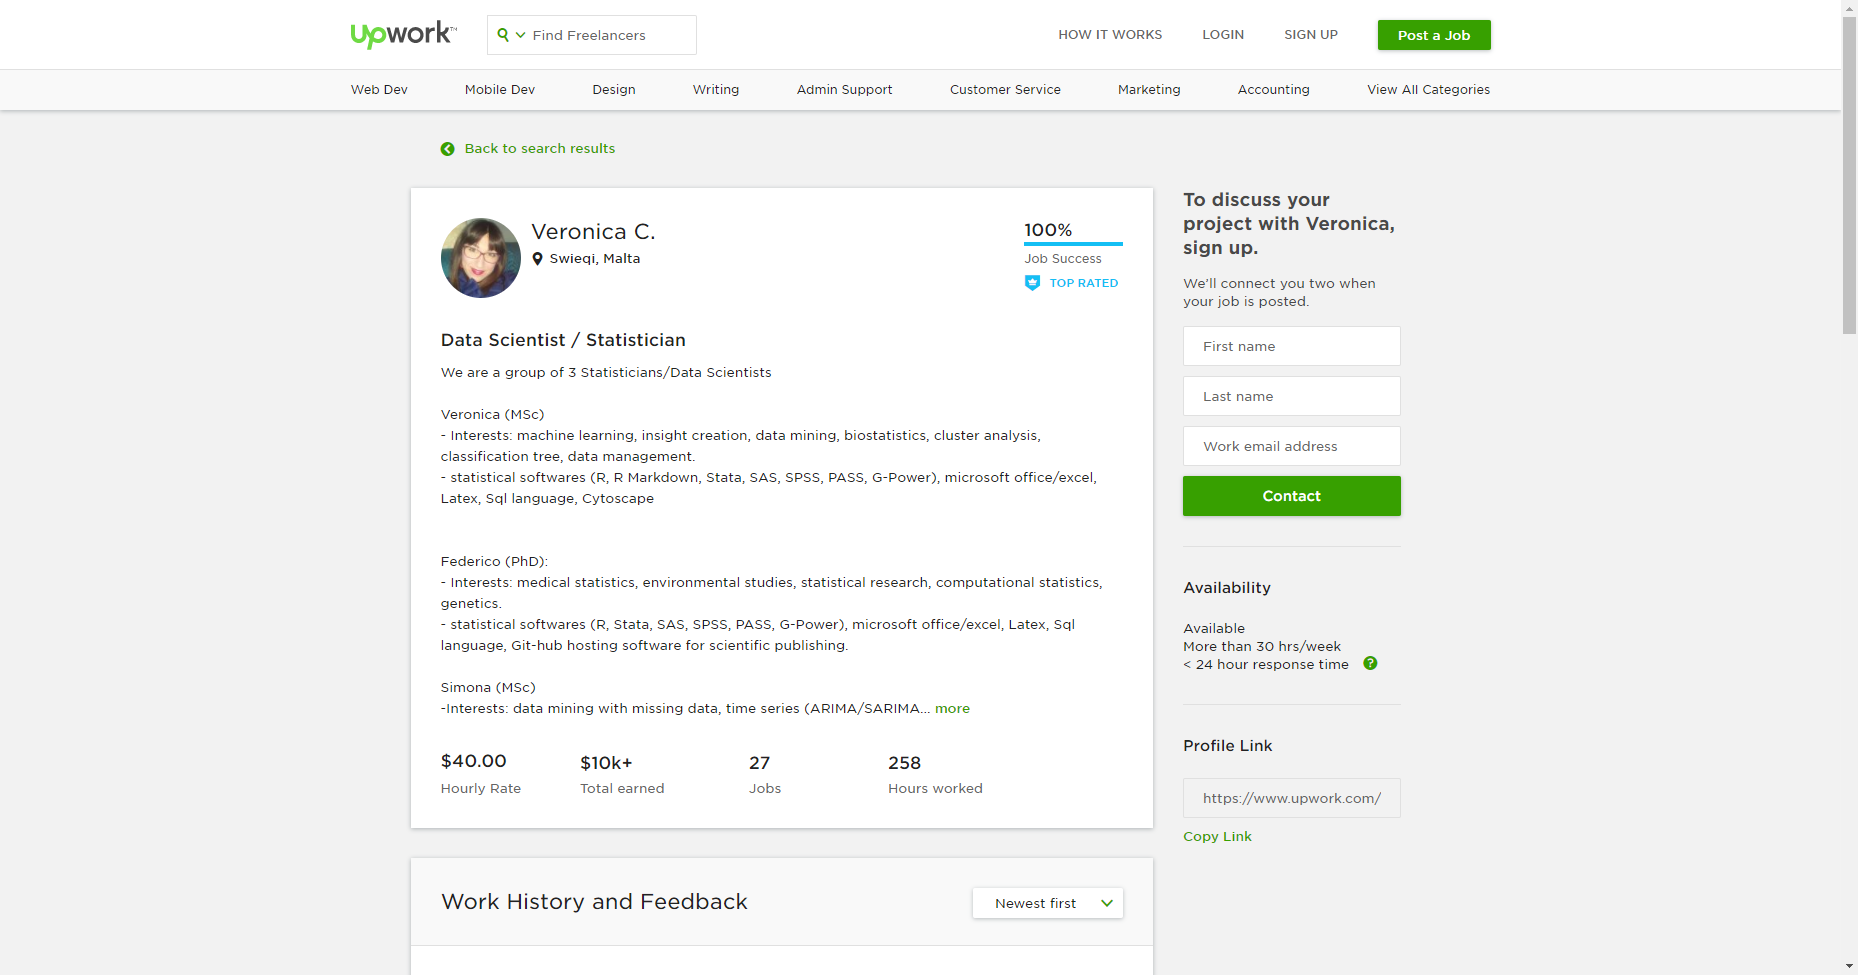 upwork™
Find Freelancers
HOW IT WORKS
LOGIN
SIGN UP
Post a Job
Web Dev
Mobile Dev
Design
Writing
Admin Support
Customer Service
Marketing
Accounting
View All Categories
Back to search results
Veronica C.
Swieqi, Malta
100%
Job Success
TOP RATED
Data Scientist / Statistician
We are a group of 3 Statisticians/Data Scientists
Veronica (MSc)
- Interests: machine learning, insight creation, data mining, biostatistics, cluster analysis,
classification tree, data management.
- statistical softwares (R, R Markdown, Stata, SAS, SPSS, PASS, G-Power), microsoft office/excel,
Latex, Sql language, Cytoscape
Federico (PhD):
- Interests: medical statistics, environmental studies, statistical research, computational statistics,
genetics.
- statistical softwares (R, Stata, SAS, SPSS, PASS, G-Power), microsoft office/excel, Latex, Sql
language, Git-hub hosting software for scientific publishing.
Simona (MSc)
-Interests: data mining with missing data, time series (ARIMA/SARIMA... more
$40.00
Hourly Rate
$10k+
Total earned
27
Jobs
258
Hours worked
Work History and Feedback
Newest first
To discuss your
project with Veronica,
sign up.
We'll connect you two when
your job is posted.
First name
Last name
Work email address
Contact
Availability
Available
More than 30 hrs/week
< 24 hour response time ?
Profile Link
https://www.upwork.com/
Copy Link